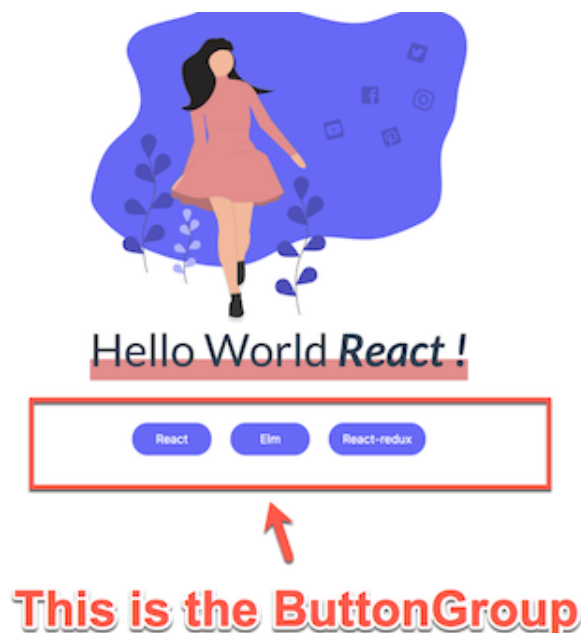 Hello World React !
React Elm React-redux
This is the ButtonGroup